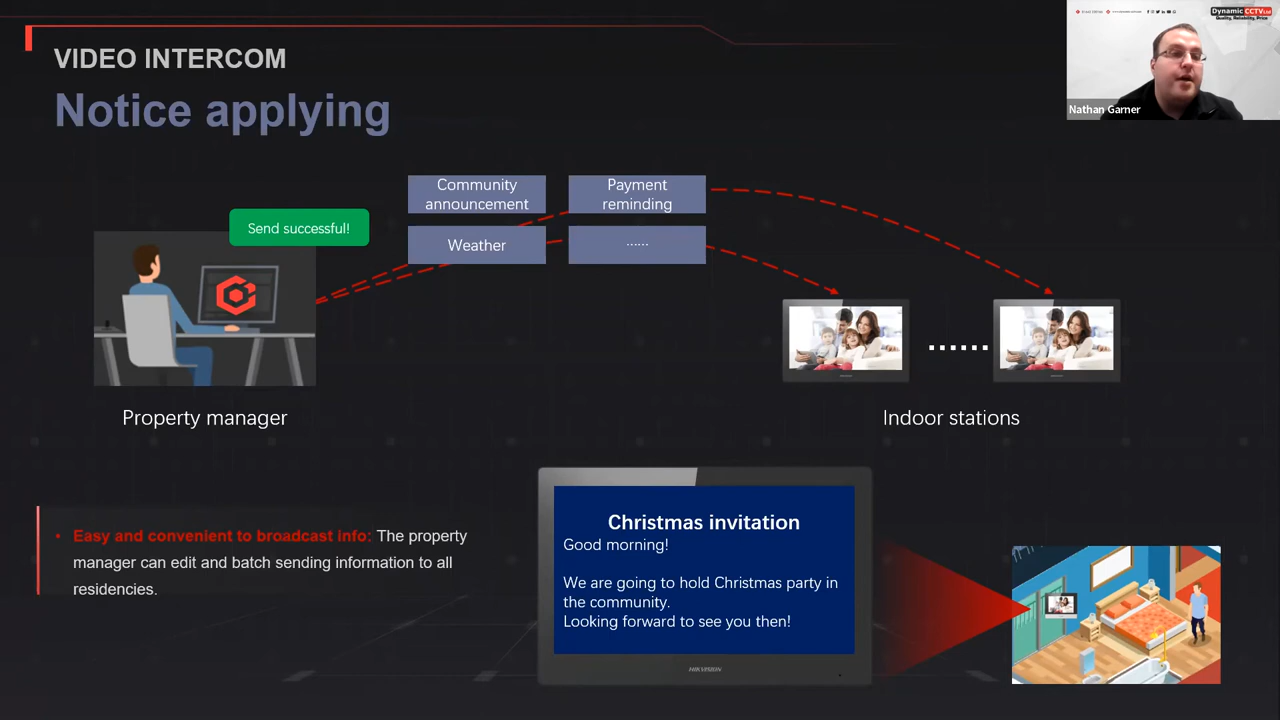 VIDEO INTERCOM
Notice applying
Dynamic CCTV Ltd
Quality, Reliability, Price
Nathan Garner
Community
announcement
Payment
reminding
Send successful!
Weather
......
Property manager
Indoor stations
• Easy and convenient to broadcast info: The property
manager can edit and batch sending information to all
residencies.
Christmas invitation
Good morning!
We are going to hold Christmas party in
the community.
Looking forward to see you then!
HIKVISION